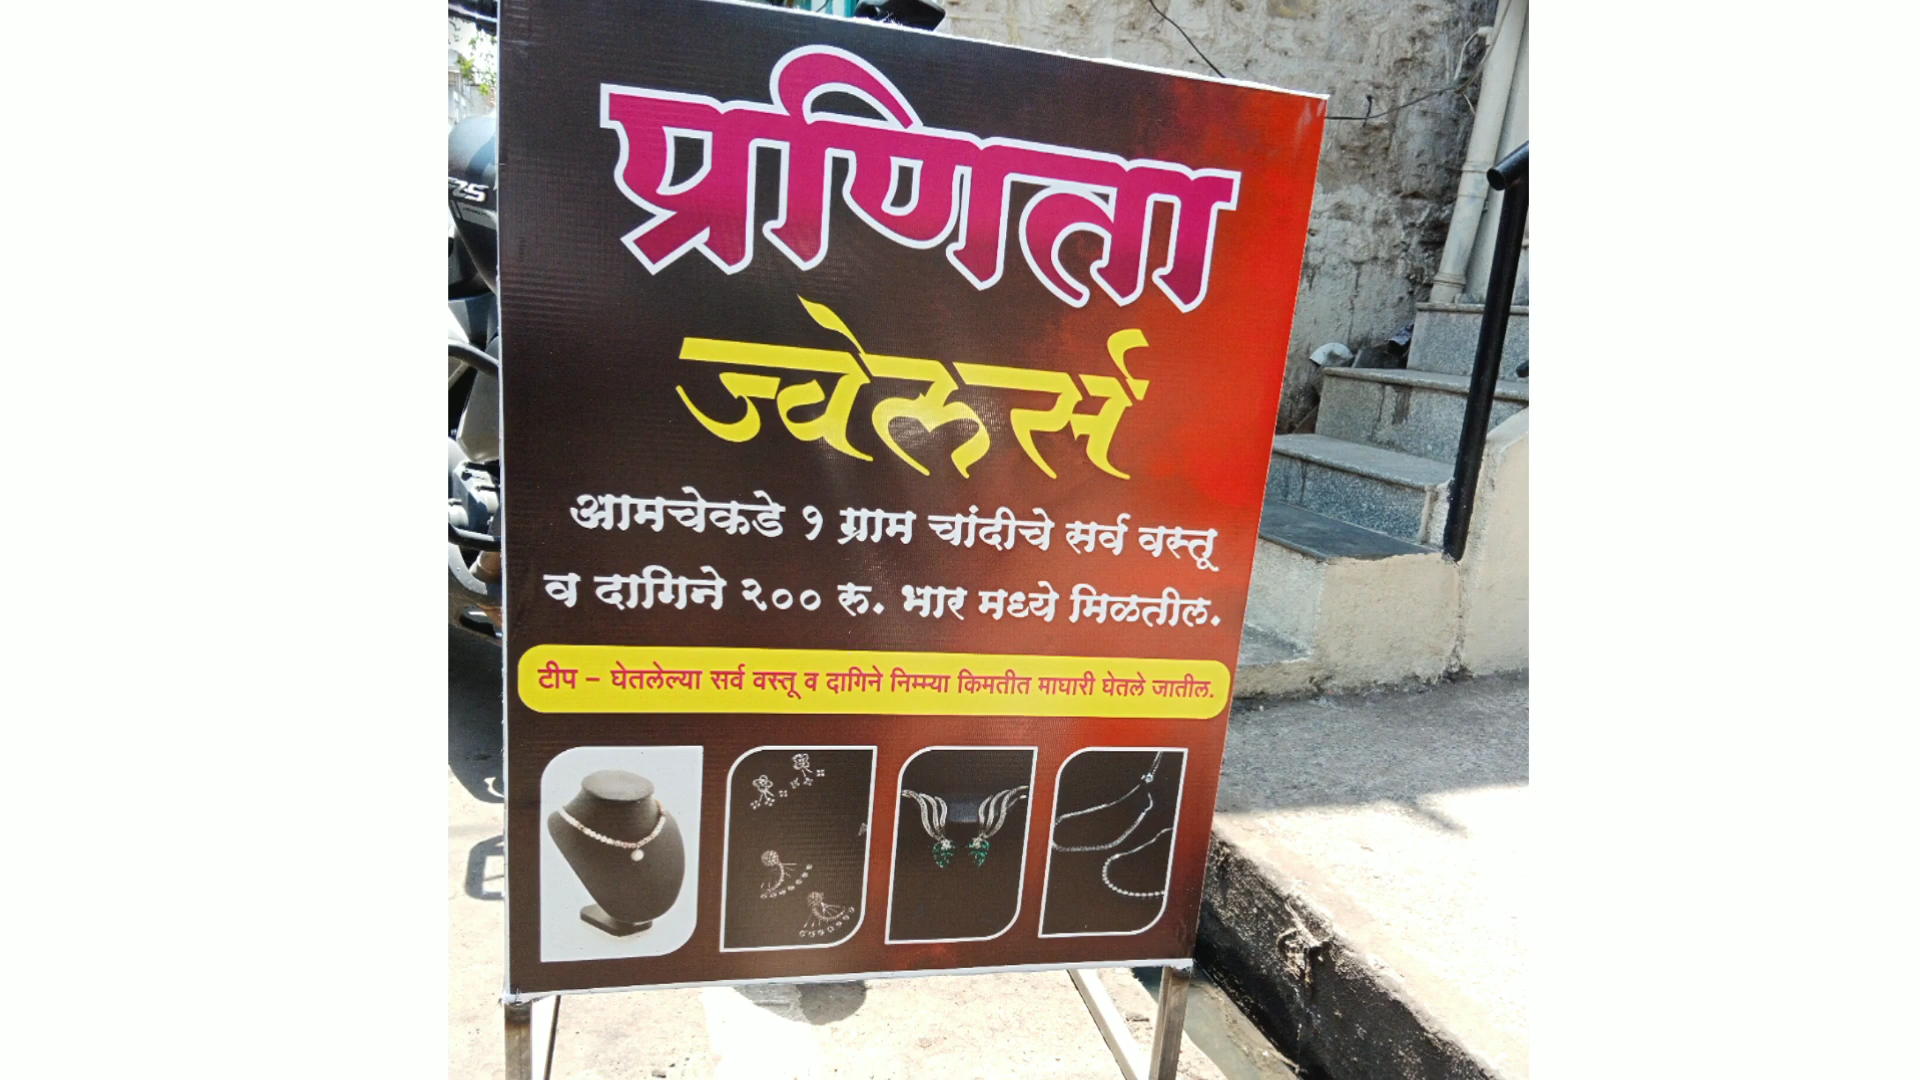 प्रणिता
ज्वेलर्स
आमचेकडे १ ग्राम चांदीचे सर्व वस्तू
व दागिने २०० रु. भार मध्ये मिळतील.
टीप – घेतलेल्या सर्व वस्तू व दागिने निम्म्या किमतीत माघारी घेतले जातील.